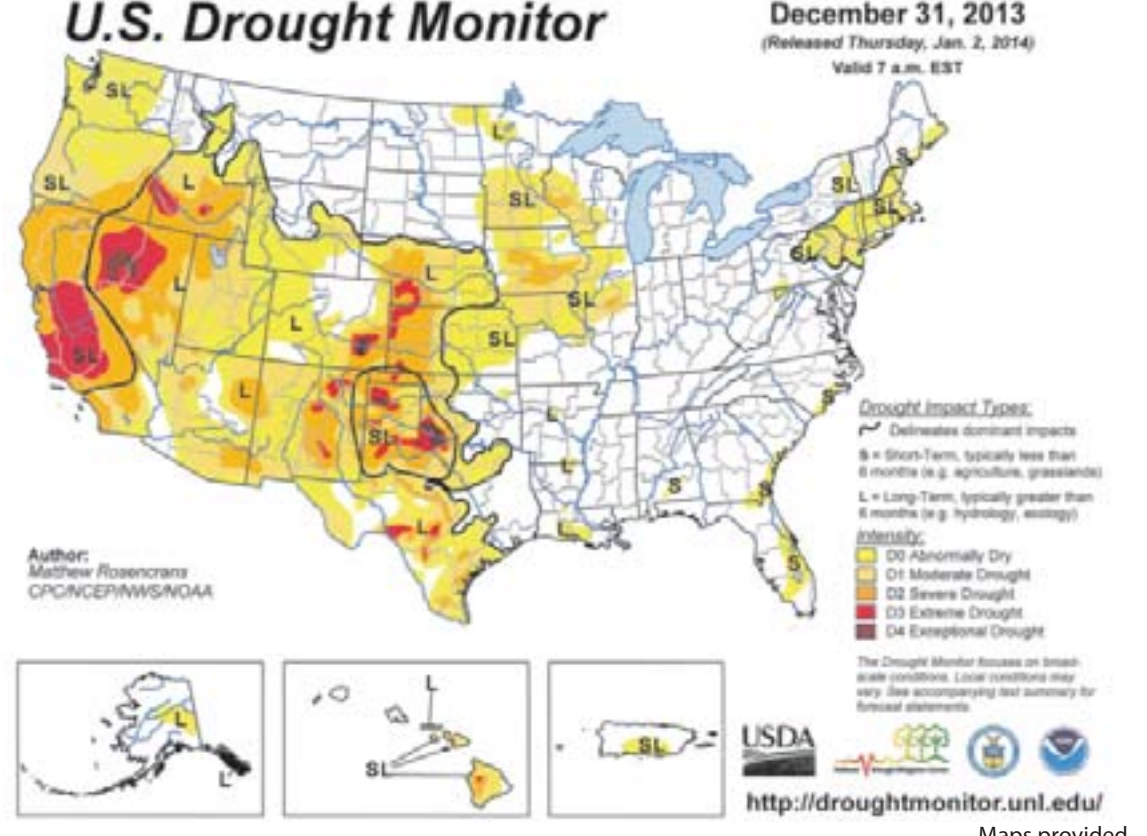 U.S. Drought Monitor
December 31, 2013
(Released Thursday, Jan. 2, 2014)
Valid 7 a.m. EST
SL
SL
L
L
SL
SL
L
SL
S
SL
SL
L
L
SL
SL
SL
L
SL
L
S
L
S
S
L
L
S
Drought Impact Types:
Delineates dominant impacts
S = Short-Term, typically less than
6 months (e.g. agriculture, grasslands)
L = Long-Term, typically greater than
6 months (e.g. hydrology, ecology)
Intensity:
D0 Abnormally Dry
D1 Moderate Drought
D2 Severe Drought
D3 Extreme Drought
D4 Exceptional Drought
Author:
Matthew Rosencrans
CPC/NCEP/NWS/NOAA
The Drought Monitor focuses on broad-
scale conditions. Local conditions may
vary. See accompanying text summary for
forecast statements.
L
L
L
SL
SL
USDA
http://droughtmonitor.unl.edu/
Maps provided